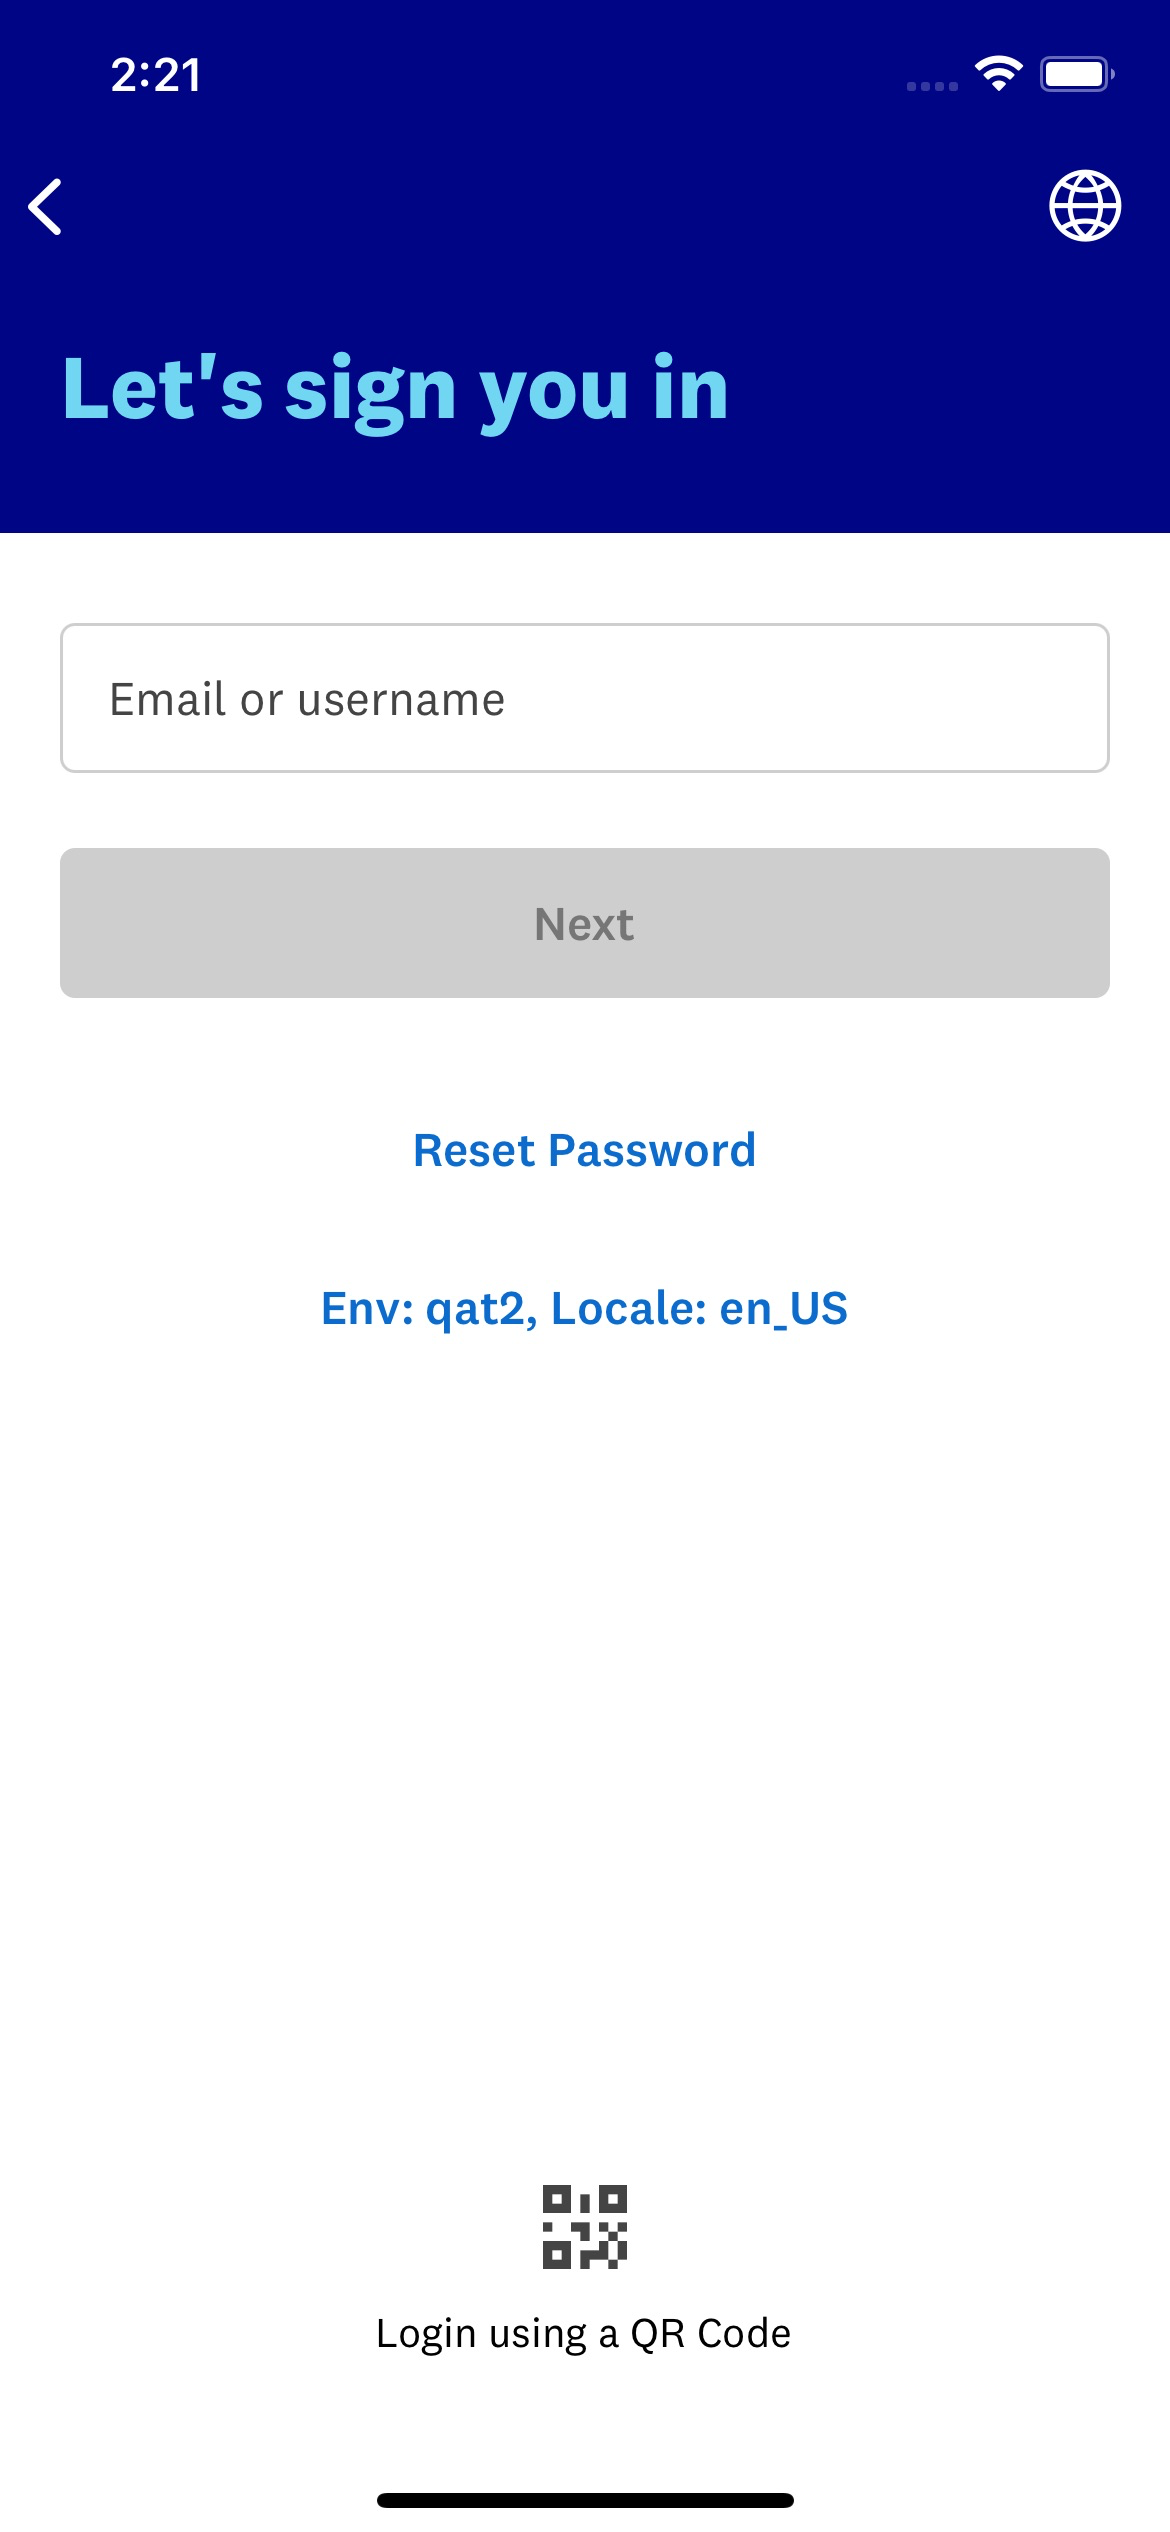 2:21
Let's sign you in
Email or username
Next
Reset Password
Env: qat2, Locale: en_US
Login using a QR Code